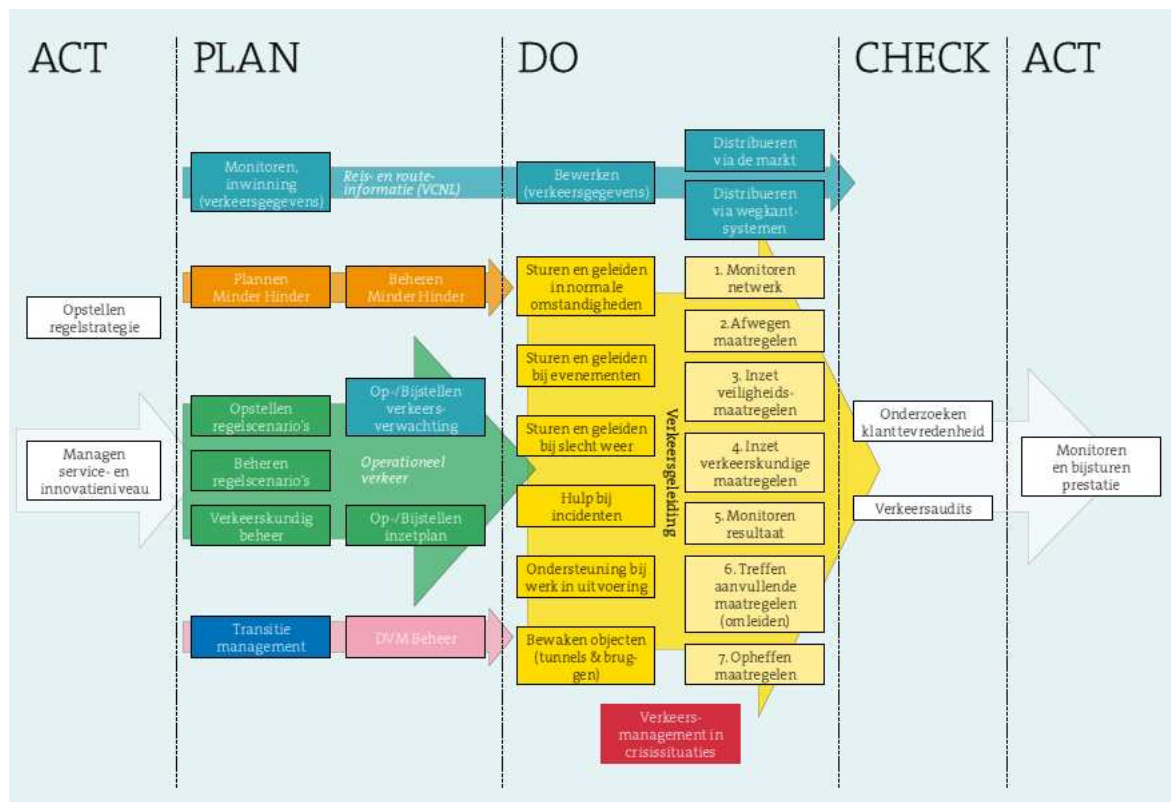 ACT
PLAN
DO
CHECK
ACT
Opstellen
regelstrategie
Managen
service- en
innovatieniveau
Monitoren,
inwinning
(verkeersgegevens)
Reis- en route-
informatie (VCNL)
Plannen
Minder Hinder
Beheren
Minder Hinder
Opstellen
regelscenario's
Op-/Bijstellen
verkeers-
verwachting
Beheren
regelscenario's
Operationeel
verkeer
Verkeerskundig
beheer
Op-/Bijstellen
inzetplan
Transitie
management
DVM Beheer
Bewerken
(verkeersgegevens)
Distribueren
via de markt
Distribueren
via wegkant-
systemen
Sturen en geleiden
in normale
omstandigheden
Sturen en geleiden
bij evenementen
Sturen en geleiden
bij slecht weer
Hulp bij
incidenten
Ondersteuning bij
werk in uitvoering
Bewaken objecten
(tunnels & brug-
gen)
Verkeersgeleiding
1. Monitoren
netwerk
2. Afwegen
maatregelen
3. Inzet
veiligheids-
maatregelen
4. Inzet
verkeerskundige
maatregelen
5. Monitoren
resultaat
6. Treffen
aanvullende
maatregelen
(omleiden)
7. Opheffen
maatregelen
Verkeers-
management in
crisissituaties
Onderzoeken
klanttevredenheid
Verkeersaudits
Monitoren
en bijsturen
prestatie